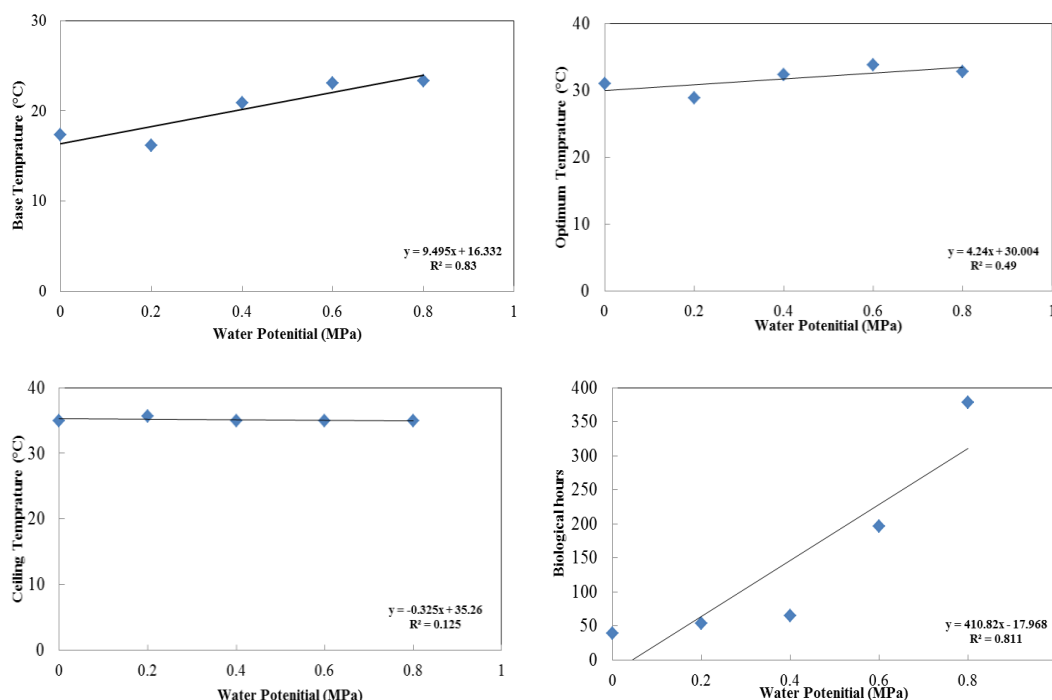 30
20
10
0
Base Temprature (°C)
y = 9.495x + 16.332
R² = 0.83
0 0.2 0.4 0.6 0.8 1
Water Potenitial (MPa)
40
30
20
10
0
Optimum Temprature (°C)
y = 4.24x + 30.004
R² = 0.49
0 0.2 0.4 0.6 0.8 1
Water Potenitial (MPa)
40
30
20
10
0
Ceiling Temprature (°C)
y = -0.325x + 35.26
R² = 0.125
0 0.2 0.4 0.6 0.8 1
Water Potenitial (MPa)
400
350
300
250
200
150
100
50
0
Biological hours
y = 410.82x - 17.968
R² = 0.811
0 0.2 0.4 0.6 0.8 1
Water Potenitial (MPa)